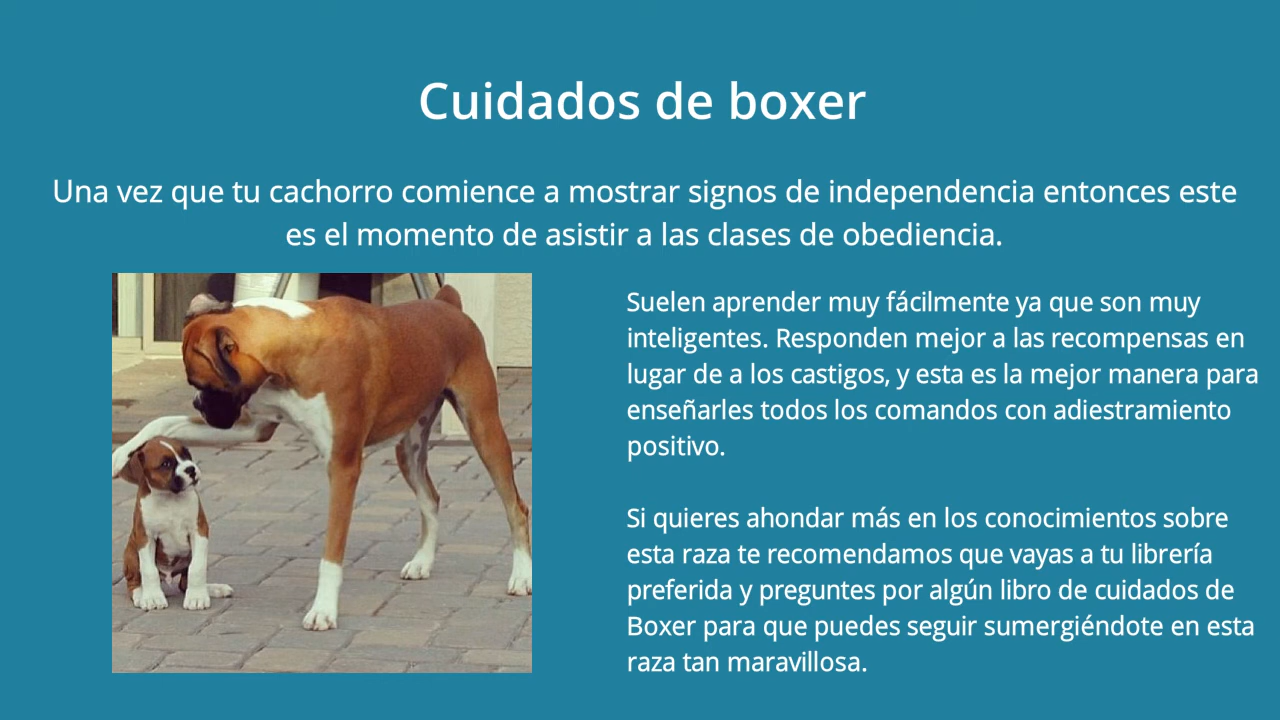 Cuidados de boxer
Una vez que tu cachorro comience a mostrar signos de independencia entonces este
es el momento de asistir a las clases de obediencia.
Suelen aprender muy fácilmente ya que son muy
inteligentes. Responden mejor a las recompensas en
lugar de a los castigos, y esta es la mejor manera para
enseñarles todos los comandos con adiestramiento
positivo.
Si quieres ahondar más en los conocimientos sobre
esta raza te recomendamos que vayas a tu librería
preferida y preguntes por algún libro de cuidados de
Boxer para que puedes seguir sumergiéndote en esta
raza tan maravillosa.